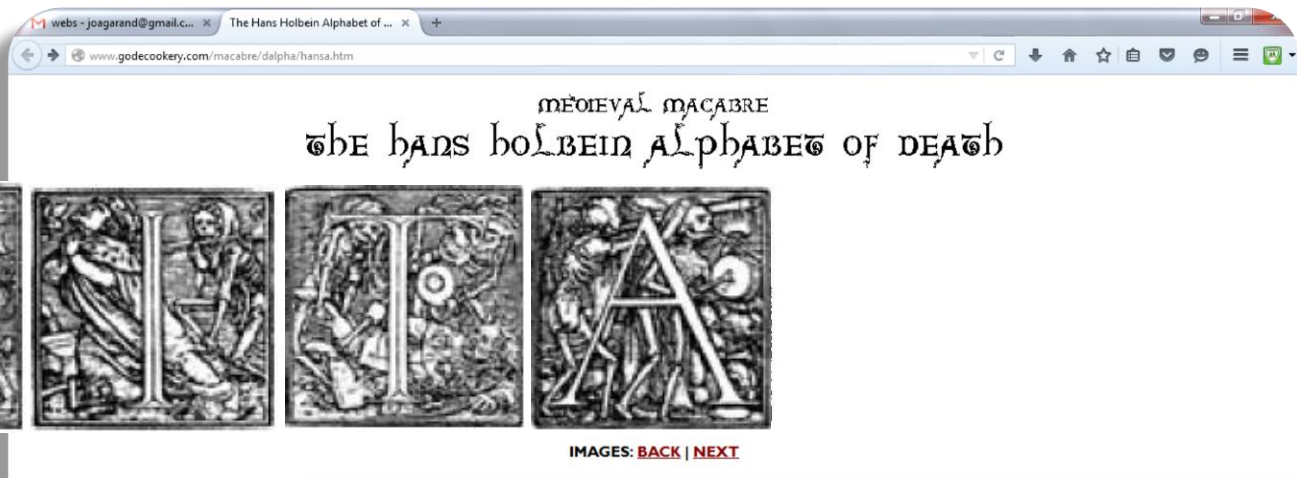 webs - joagarand@gmail.c... × The Hans Holbein Alphabet of ... × +
www.godecookery.com/macabre/dalpha/hansa.htm
MEDIEVAL MACABRE
THE HANS HOLBEIN ALPHABET OF DEATH
I T A
IMAGES: BACK | NEXT